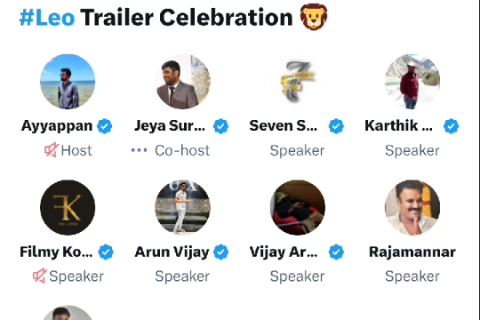 #Leo Trailer Celebration 🦁
Ayyappan Jeya Sur... Seven S... Karthik ...
Host Co-host Speaker Speaker
FK
Filmy Ko... Arun Vijay Vijay Ar... Rajamannar
Speaker Speaker Speaker Speaker